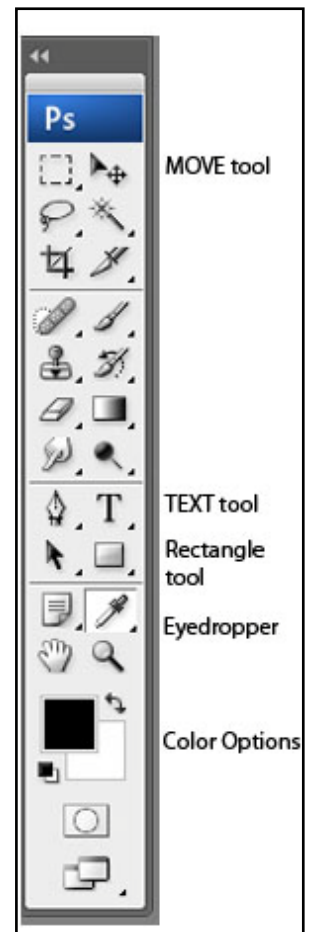 Ps
MOVE tool
T
TEXT tool
Rectangle
tool
Eyedropper
Color Options